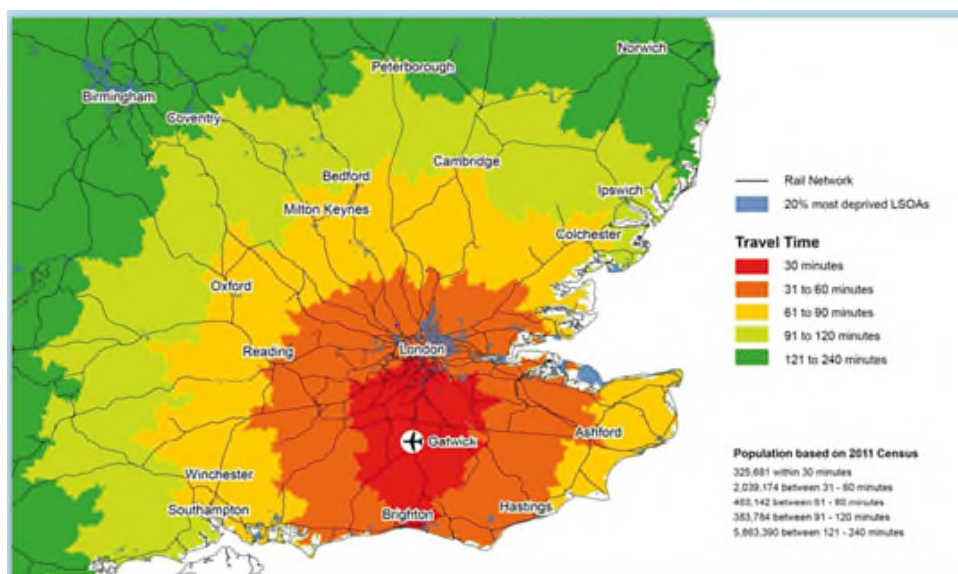 Norwich
Peterborough
Birmingham
Coventry
Cambridge
Bedford
Ipswich
Milton Keynes
Colchester
Oxford
Reading
London
Gatwick
Ashford
Winchester
Southampton
Brighton
Hastings
Rail Network
20% most deprived LSOAs
Travel Time
30 minutes
31 to 60 minutes
61 to 90 minutes
91 to 120 minutes
121 to 240 minutes
Population based on 2011 Census
325,681 within 30 minutes
2,039,174 between 31 - 60 minutes
between 61 - 90 minutes
383,784 between 91 - 120 minutes
5,863,390 between 121 - 240 minutes